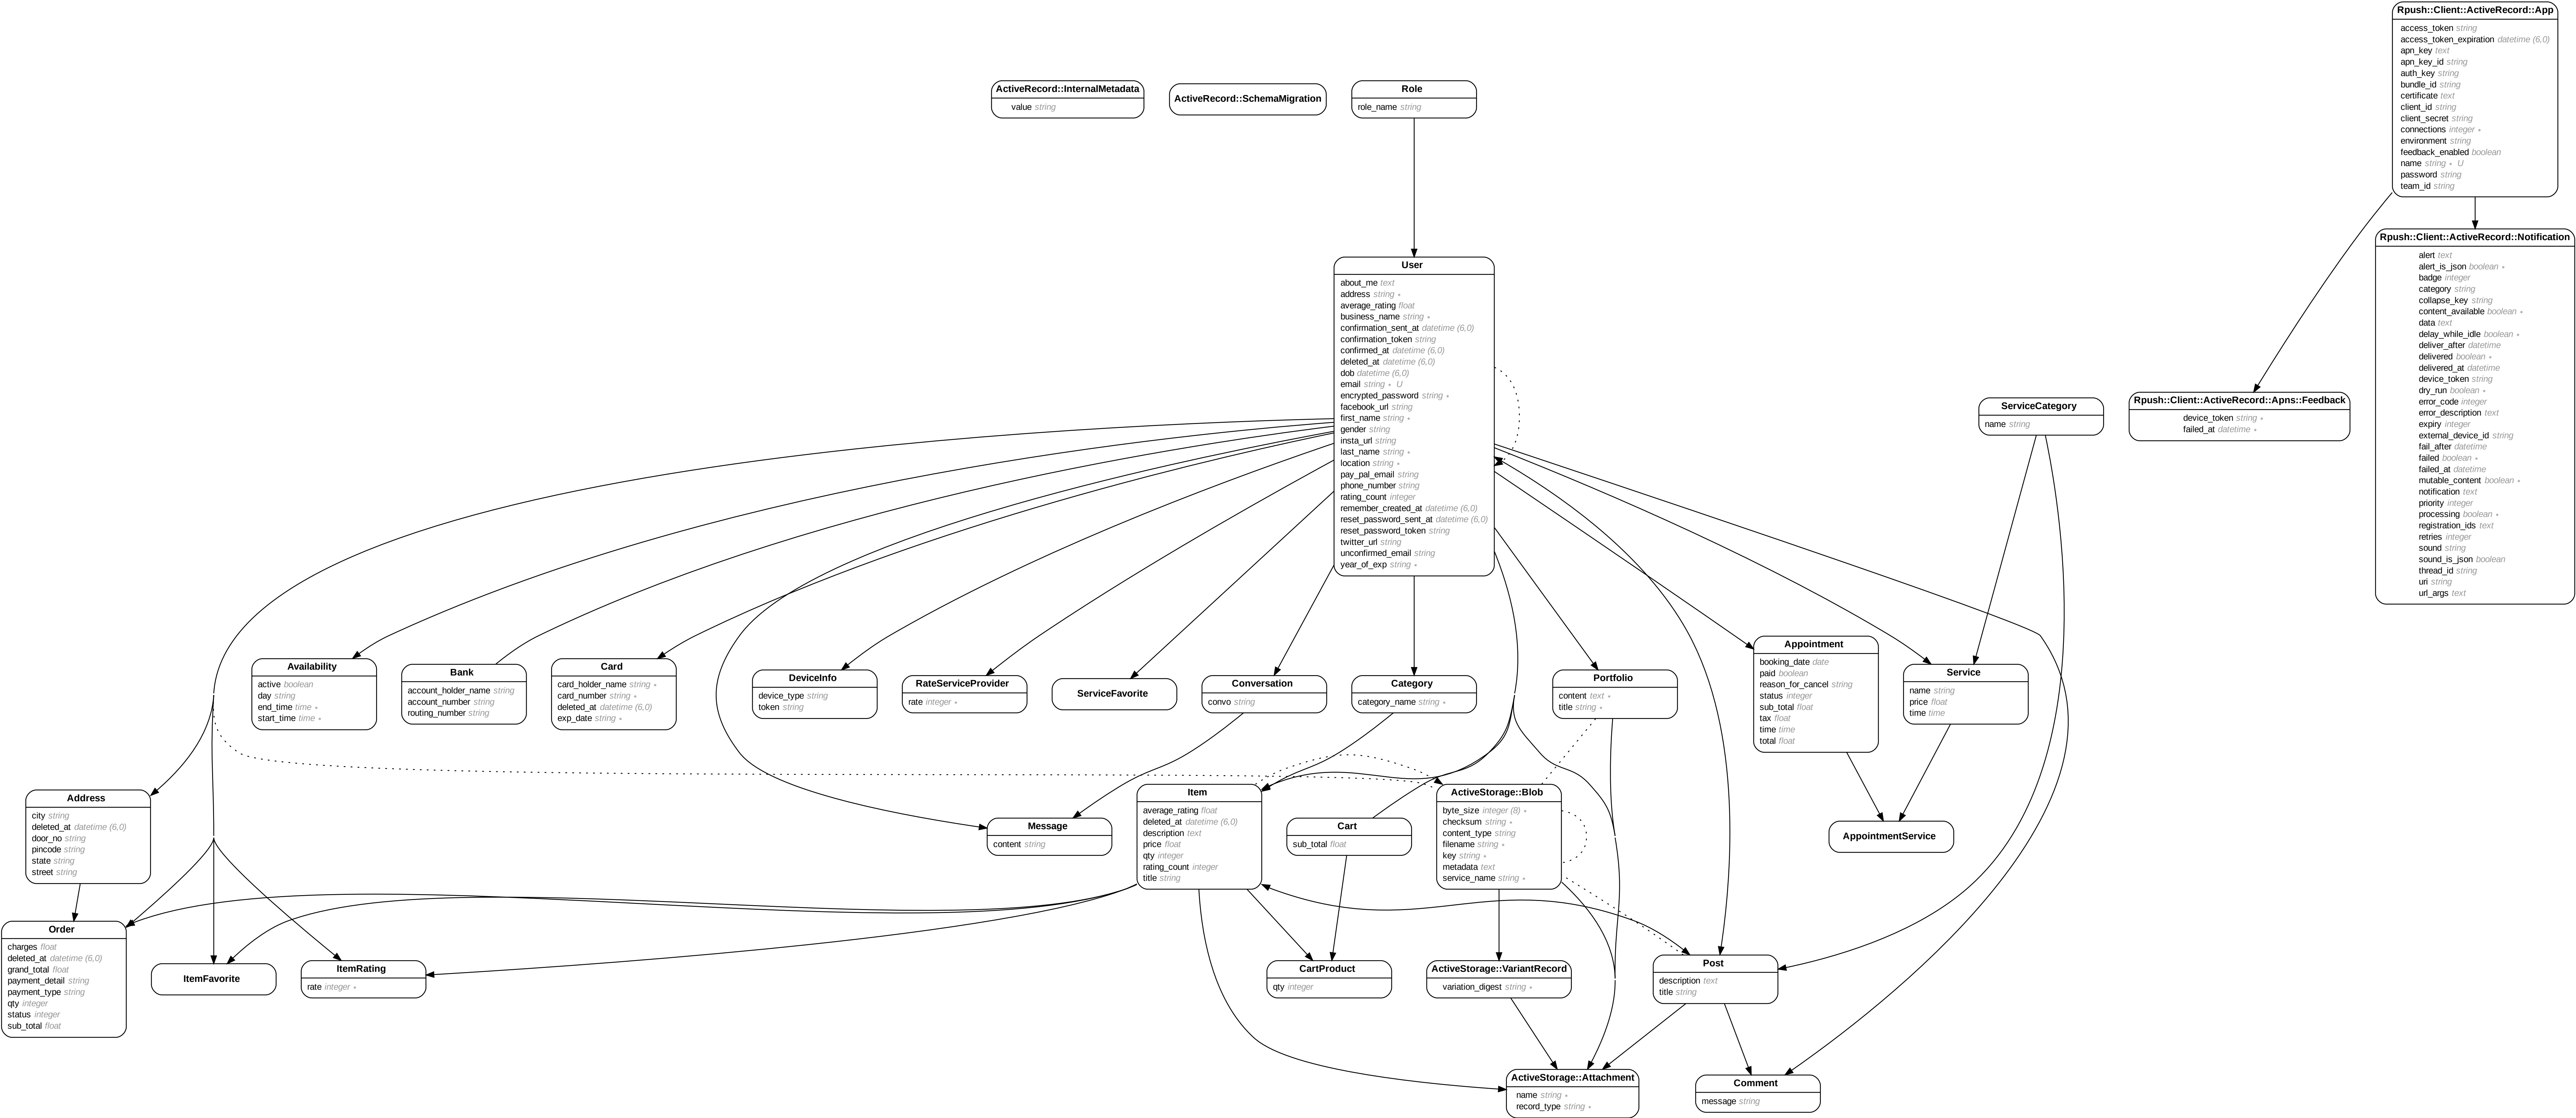 Rpush::Client::ActiveRecord::App
access_token string
access_token_expiration datetime (6,0)
apn_key text
apn_key_id string
auth_key string
bundle_id string
certificate text
client_id string
client_secret string
connections integer *
environment string
feedback_enabled boolean
name string * U
password string
team_id string
ActiveRecord::InternalMetadata
value string
ActiveRecord::SchemaMigration
Role
role_name string
Rpush::Client::ActiveRecord::Notification
alert text
alert_is_json boolean *
badge integer
category string
collapse_key string
content_available boolean *
data text
delay_while_idle boolean *
deliver_after datetime
delivered boolean *
delivered_at datetime
device_token string
dry_run boolean *
error_code integer
error_description text
expiry integer
external_device_id string
fail_after datetime
failed boolean *
failed_at datetime
mutable_content boolean *
notification text
priority integer
processing boolean *
registration_ids text
retries integer
sound string
sound_is_json boolean
thread_id string
uri string
url_args text
User
about_me text
address string *
average_rating float
business_name string *
confirmation_sent_at datetime (6,0)
confirmation_token string
confirmed_at datetime (6,0)
deleted_at datetime (6,0)
dob datetime (6,0)
email string * U
encrypted_password string *
facebook_url string
first_name string *
gender string
insta_url string
last_name string *
location string *
pay_pal_email string
phone_number string
rating_count integer
remember_created_at datetime (6,0)
reset_password_sent_at datetime (6,0)
reset_password_token string
twitter_url string
unconfirmed_email string
year_of_exp string *
ServiceCategory
name string
Rpush::Client::ActiveRecord::Apns::Feedback
device_token string *
failed_at datetime *
Availability
active boolean
day string
end_time time *
start_time time *
Bank
account_holder_name string
account_number string
routing_number string
Card
card_holder_name string *
card_number string *
deleted_at datetime (6,0)
exp_date string *
DeviceInfo
device_type string
token string
RateServiceProvider
rate integer *
ServiceFavorite
Conversation
convo string
Category
category_name string *
Portfolio
content text *
title string *
Appointment
booking_date date
paid boolean
reason_for_cancel string
status integer
sub_total float
tax float
time time
total float
Service
name string
price float
time time
Address
city string
deleted_at datetime (6,0)
door_no string
pincode string
state string
street string
Message
content string
Item
average_rating float
deleted_at datetime (6,0)
description text
price float
qty integer
rating_count integer
title string
Cart
sub_total float
ActiveStorage::Blob
byte_size integer (8) *
checksum string *
content_type string
filename string *
key string *
metadata text
service_name string *
AppointmentService
Order
charges float
deleted_at datetime (6,0)
grand_total float
payment_detail string
payment_type string
qty integer
status integer
sub_total float
ItemFavorite
ItemRating
rate integer *
CartProduct
qty integer
ActiveStorage::VariantRecord
variation_digest string *
Post
description text
title string
ActiveStorage::Attachment
name string *
record_type string *
Comment
message string